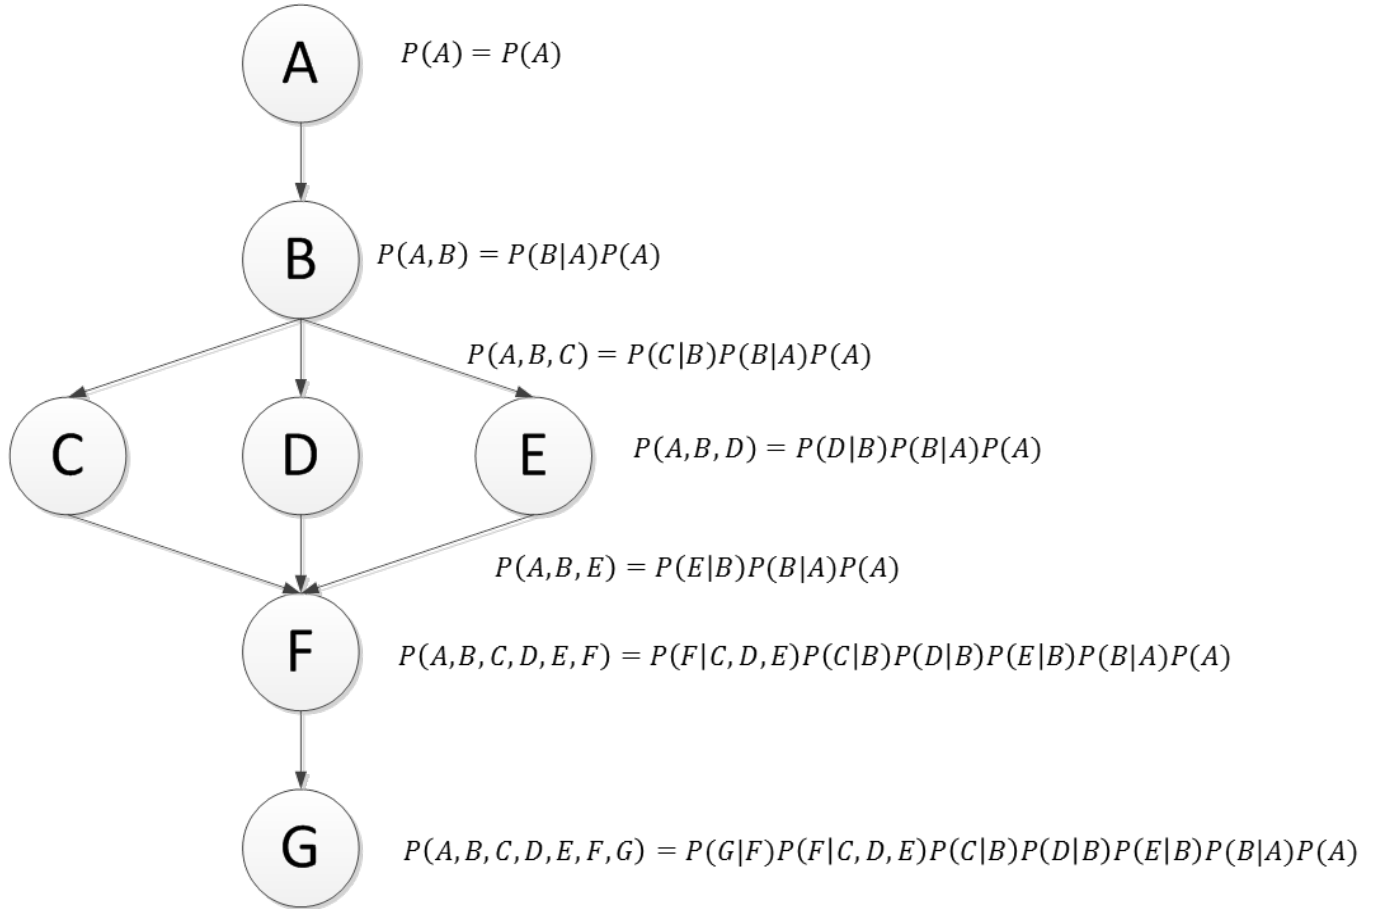 A P(A) = P(A)
B P(A,B) = P(B|A)P(A)
P(A,B,C) = P(C|B)P(B|A)P(A)
C D E P(A,B,D) = P(D|B)P(B|A)P(A)
P(A,B,E) = P(E|B)P(B|A)P(A)
F P(A,B,C,D,E,F) = P(F|C,D,E)P(C|B)P(D|B)P(E|B)P(B|A)P(A)
G P(A,B,C,D,E,F,G) = P(G|F)P(F|C,D,E)P(C|B)P(D|B)P(E|B)P(B|A)P(A)